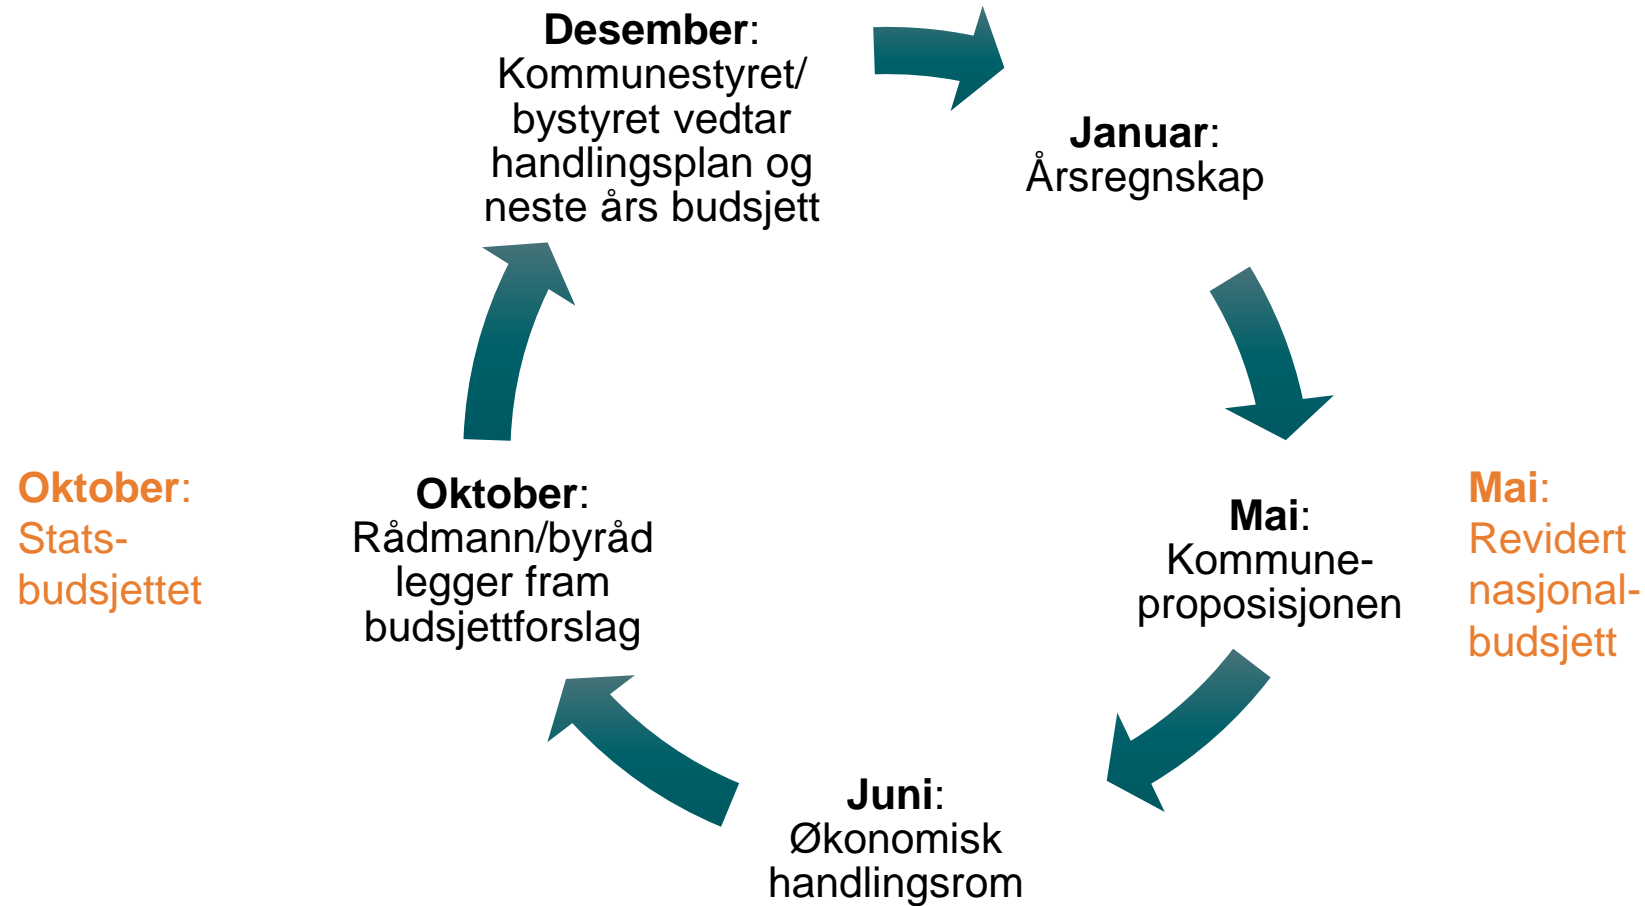 Desember:
Kommunestyret/
bystyret vedtar
handlingsplan og
neste års budsjett
Januar:
Årsregnskap
Mai:
Kommune-
proposisjonen
Mai:
Revidert
nasjonal-
budsjett
Juni:
Økonomisk
handlingsrom
Oktober:
Rådmann/byråd
legger fram
budsjettforslag
Oktober:
Stats-
budsjettet